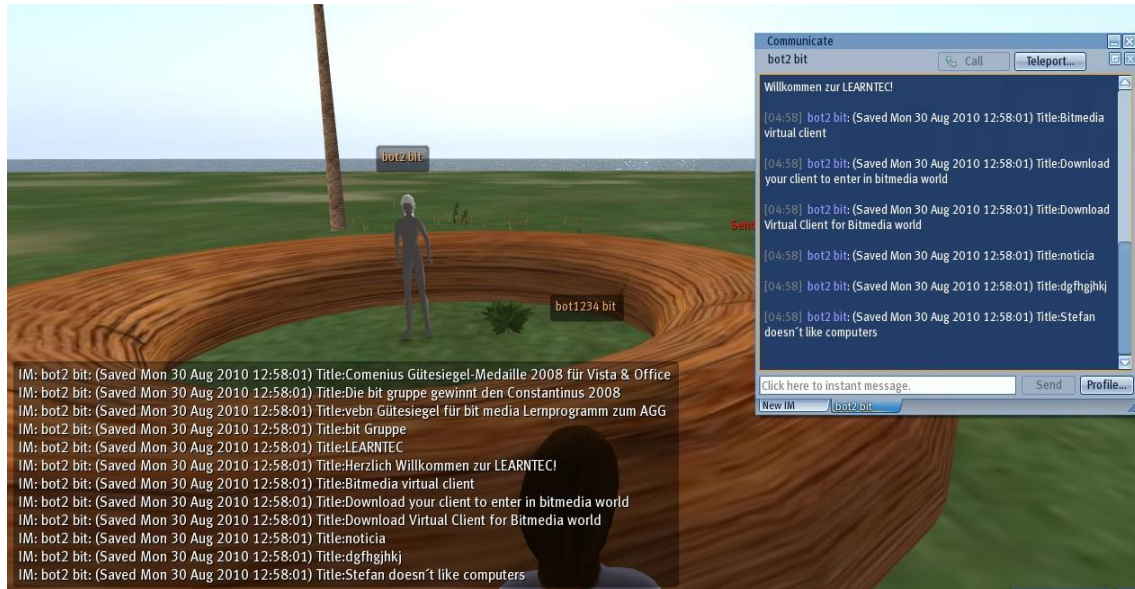 Communicate
bot2 bit
Call
Teleport...
Willkommen zur LEARNTEC!
[04:58] bot2 bit: (Saved Mon 30 Aug 2010 12:58:01) Title:Bitmedia
virtual client
[04:58] bot2 bit: (Saved Mon 30 Aug 2010 12:58:01) Title:Download
your client to enter in bitmedia world
[04:58] bot2 bit: (Saved Mon 30 Aug 2010 12:58:01) Title:Download
Virtual Client for Bitmedia world
[04:58] bot2 bit: (Saved Mon 30 Aug 2010 12:58:01) Title:noticia
[04:58] bot2 bit: (Saved Mon 30 Aug 2010 12:58:01) Title:dgfhgjhkj
[04:58] bot2 bit: (Saved Mon 30 Aug 2010 12:58:01) Title:Stefan
doesn´t like computers
Click here to instant message.
Send
Profile...
New IM
bot2 bit
bot2 bit
Send
bot1234 bit
IM: bot2 bit: (Saved Mon 30 Aug 2010 12:58:01) Title:Comenius Gütesiegel-Medaille 2008 für Vista & Office
IM: bot2 bit: (Saved Mon 30 Aug 2010 12:58:01) Title:Die bit gruppe gewinnt den Constantinus 2008
IM: bot2 bit: (Saved Mon 30 Aug 2010 12:58:01) Title:vebn Gütesiegel für bit media Lernprogramm zum AGG
IM: bot2 bit: (Saved Mon 30 Aug 2010 12:58:01) Title:bit Gruppe
IM: bot2 bit: (Saved Mon 30 Aug 2010 12:58:01) Title:LEARNTEC
IM: bot2 bit: (Saved Mon 30 Aug 2010 12:58:01) Title:Herzlich Willkommen zur LEARNTEC!
IM: bot2 bit: (Saved Mon 30 Aug 2010 12:58:01) Title:Bitmedia virtual client
IM: bot2 bit: (Saved Mon 30 Aug 2010 12:58:01) Title:Download your client to enter in bitmedia world
IM: bot2 bit: (Saved Mon 30 Aug 2010 12:58:01) Title:Download Virtual Client for Bitmedia world
IM: bot2 bit: (Saved Mon 30 Aug 2010 12:58:01) Title:noticia
IM: bot2 bit: (Saved Mon 30 Aug 2010 12:58:01) Title:dgfhgjhkj
IM: bot2 bit: (Saved Mon 30 Aug 2010 12:58:01) Title:Stefan doesn´t like computers